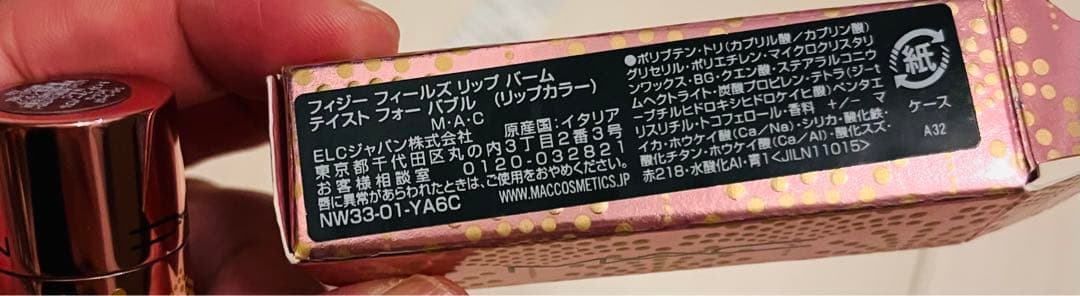 フィジー フィールズ リップ バーム
テイスト フォー バブル (リップカラー)
M・A・C
ELCジャパン株式会社 原産国：イタリア
東京都千代田区丸の内3丁目2番3号
お客様相談室 0120-032821
唇に異常があらわれたときは、ご使用をおやめください。
NW33-01-YA6C WWW.MACCOSMETICS.JP
●ポリブテン・トリ(カプリル酸/カプリン酸)
グリセリル・ポリエチレン・マイクロクリスタリ
ンワックス・BG・クエン酸・ステアラルコニウ
ムヘクトライト・炭酸プロピレン・テトラ(ジ-t
-ブチルヒドロキシヒドロケイヒ酸)ペンタエ
リスリチル・トコフェロール・香料 +/- マ
イカ・ホウケイ酸(Ca/Na)・シリカ・酸化鉄・
酸化チタン・ホウケイ酸(Ca/Al)・酸化スズ・
赤218・水酸化Al・青1<JILN11015>
紙
ケース
A32